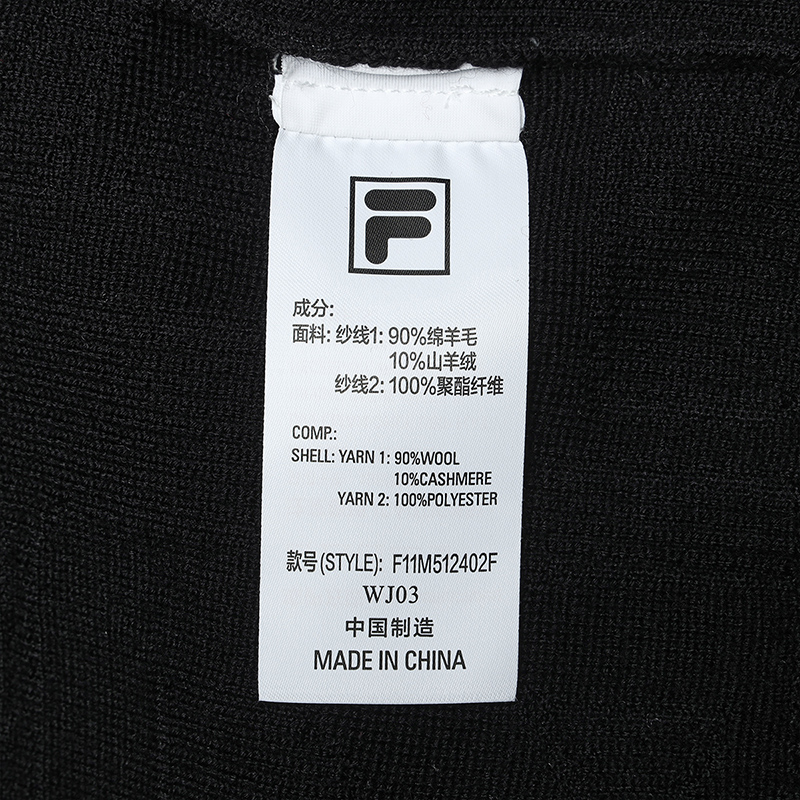 F
成分:
面料: 纱线1: 90%绵羊毛
10%山羊绒
纱线2: 100%聚酯纤维
COMP.:
SHELL: YARN 1: 90%WOOL
10%CASHMERE
YARN 2: 100%POLYESTER
款号(STYLE): F11M512402F
WJ03
中国制造
MADE IN CHINA